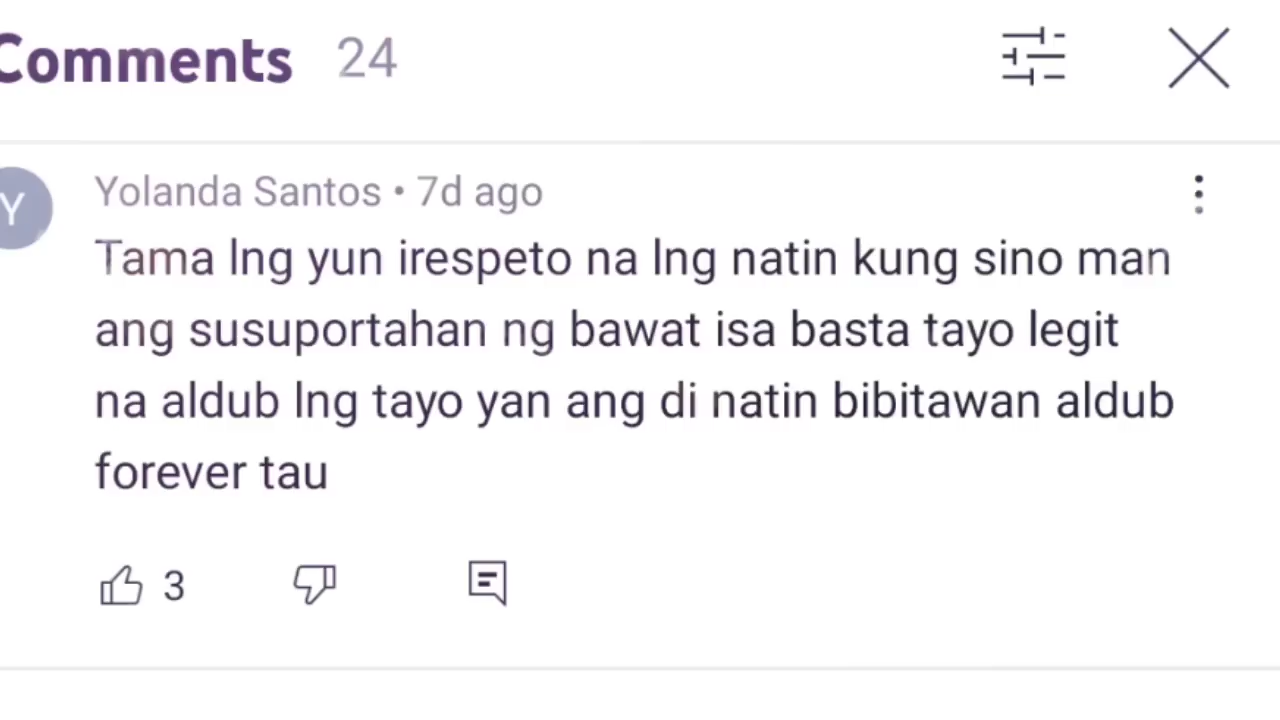 Comments 24
Y
Yolanda Santos • 7d ago
Tama lng yun irespeto na lng natin kung sino man
ang susuportahan ng bawat isa basta tayo legit
na aldub lng tayo yan ang di natin bibitawan aldub
forever tau
3